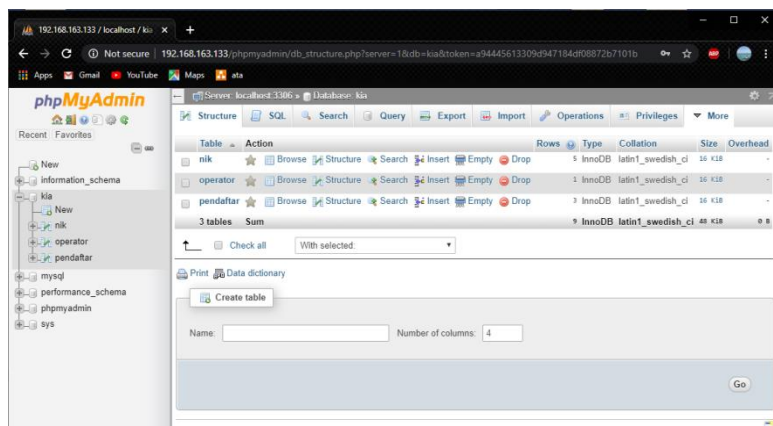 192.168.163.133 / localhost / kia
Not secure | 192.168.163.133/phpmyadmin/db_structure.php?server=1&db=kia&token=a94445613309d947184df08872b7101b
Apps Gmail YouTube Maps ata
phpMyAdmin
Recent Favorites
New
information_schema
kia
New
nik
operator
pendaftar
mysql
performance_schema
phpmyadmin
sys
Server: localhost:3306 » Database: kia
Structure SQL Search Query Export Import Operations Privileges More
Table Action Rows Type Collation Size Overhead
nik Browse Structure Search Insert Empty Drop 5 InnoDB latin1_swedish_ci 16 KiB -
operator Browse Structure Search Insert Empty Drop 1 InnoDB latin1_swedish_ci 16 KiB -
pendaftar Browse Structure Search Insert Empty Drop 3 InnoDB latin1_swedish_ci 16 KiB -
3 tables Sum 9 InnoDB latin1_swedish_ci 48 KiB 0 B
Check all With selected:
Print Data dictionary
Create table
Name: Number of columns: 4
Go